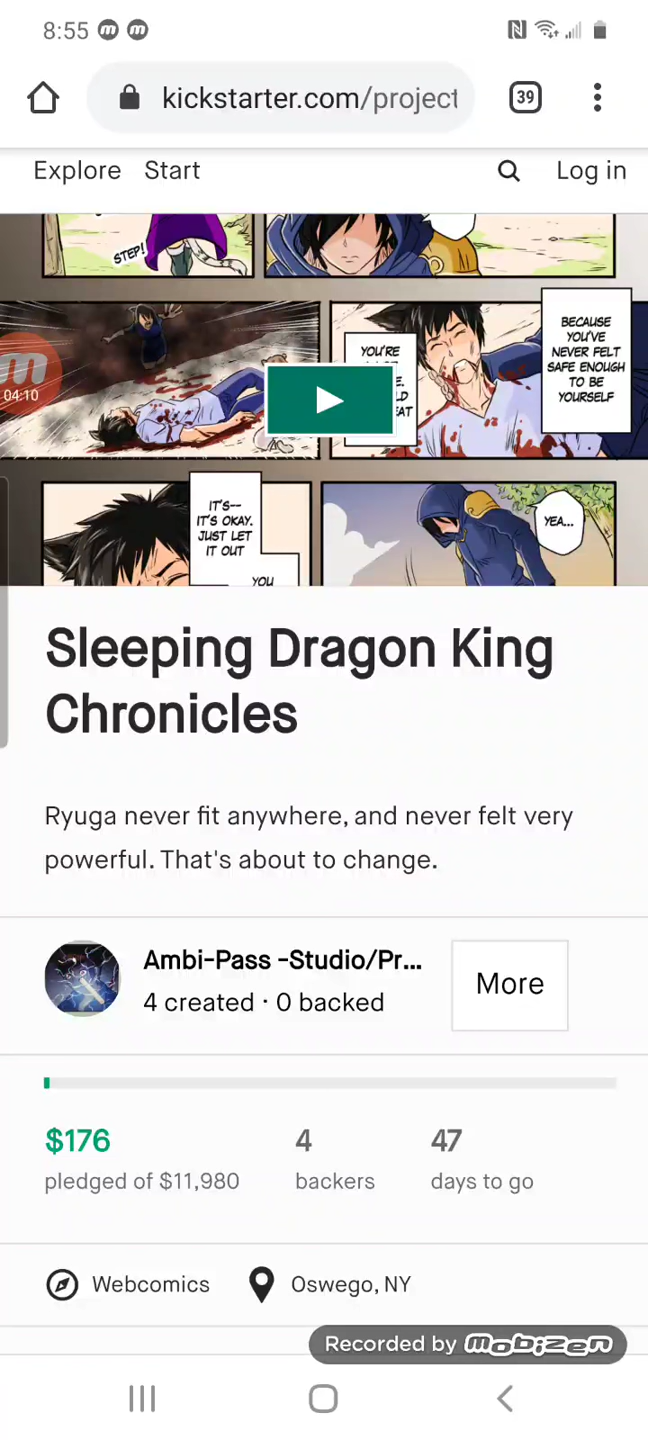 8:55
kickstarter.com/project
39
Explore Start Log in
STEP!
YOU'RE
BECAUSE
YOU'VE
NEVER FELT
SAFE ENOUGH
TO BE
YOURSELF
04:10
IT'S--
IT'S OKAY.
JUST LET
IT OUT
YOU
YEA...
Sleeping Dragon King
Chronicles
Ryuga never fit anywhere, and never felt very
powerful. That's about to change.
Ambi-Pass -Studio/Pr...
4 created · 0 backed
More
$176
pledged of $11,980
4
backers
47
days to go
Webcomics
Oswego, NY
Recorded by mobizen